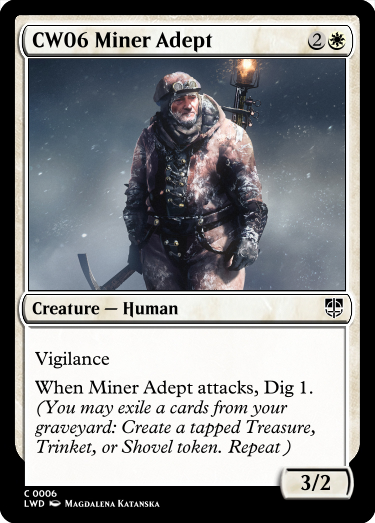 CW06 Miner Adept 2
Creature — Human
Vigilance
When Miner Adept attacks, Dig 1.
(You may exile a cards from your
graveyard: Create a tapped Treasure,
Trinket, or Shovel token. Repeat )
3/2
C 0006
LWD Magdalena Katanska